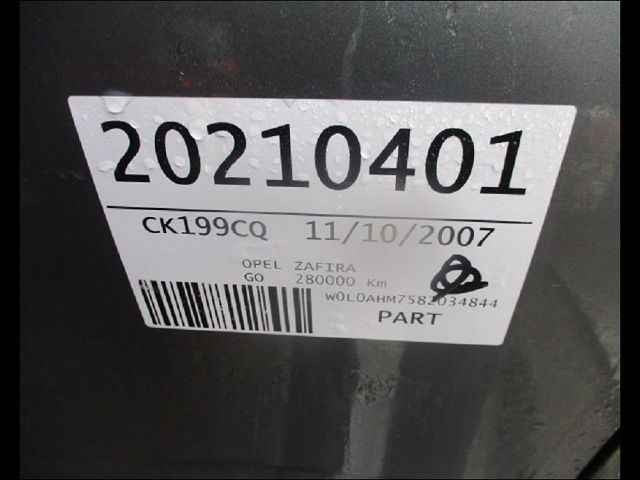 20210401
CK199CQ 11/10/2007
OPEL ZAFIRA
GO 280000 Km
W0L0AHM7582034844
PART